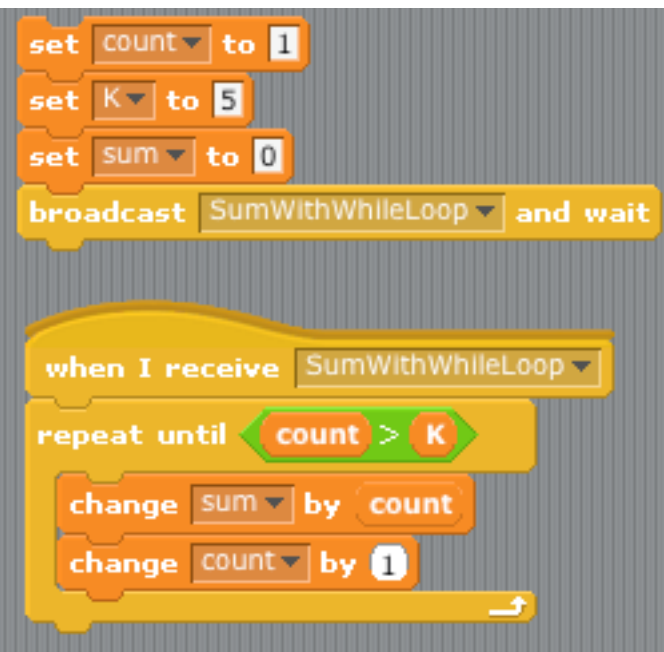 set count to 1
set K to 5
set sum to 0
broadcast SumWithWhileLoop and wait
when I receive SumWithWhileLoop
repeat until count > K
change sum by count
change count by 1